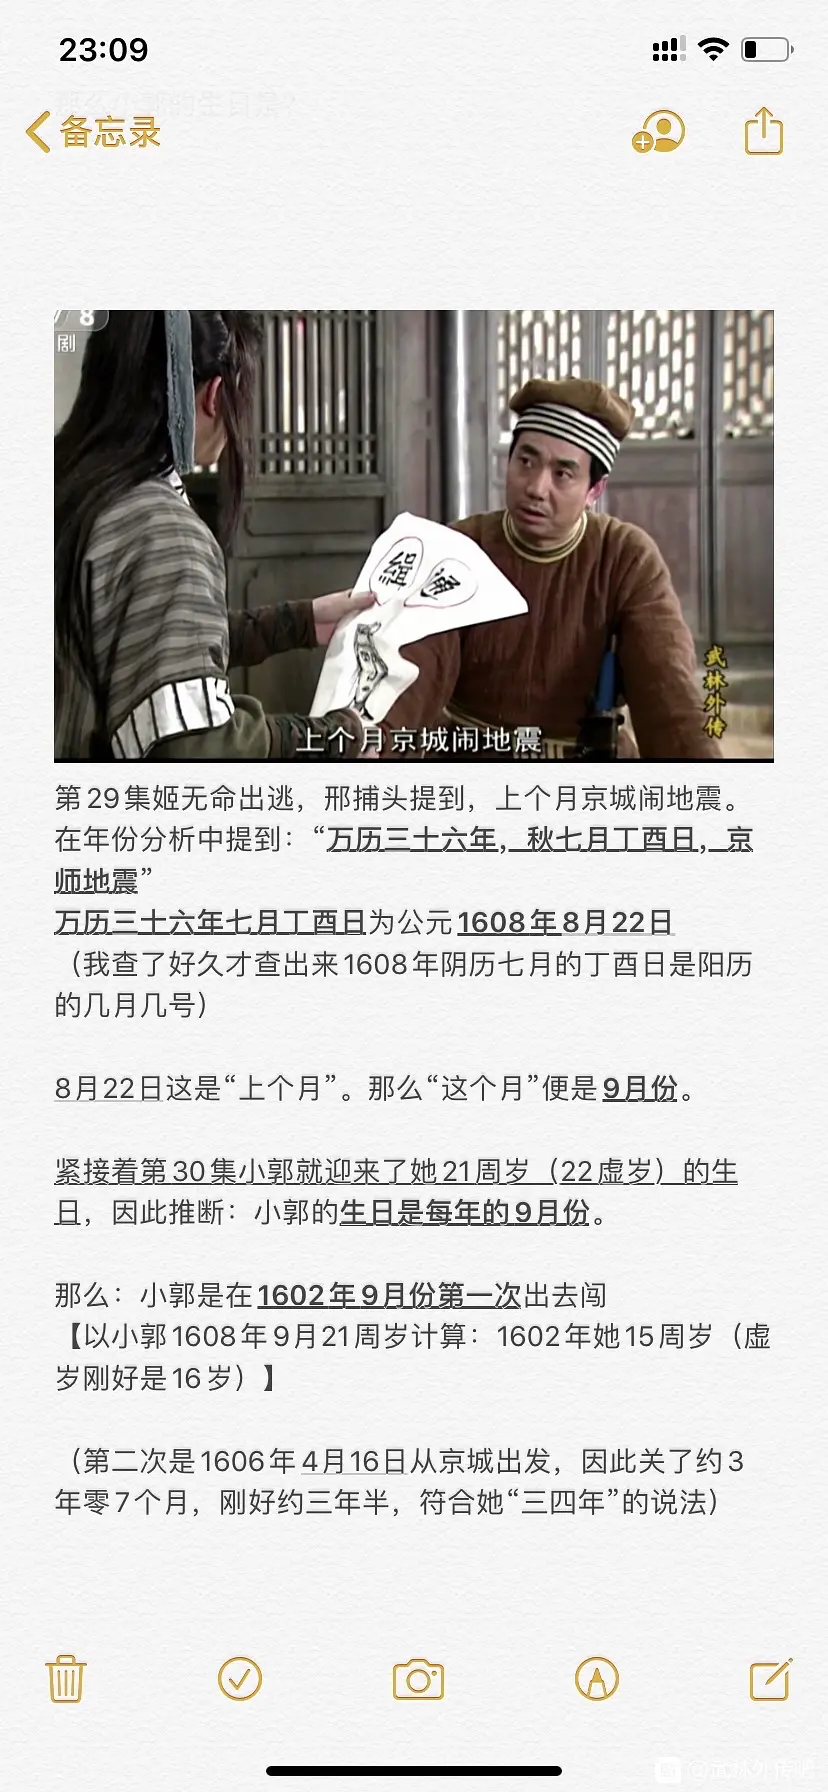 23:09
那么小郭的生日是?
备忘录
8
剧
缉
通
武林外传
上个月京城闹地震
第29集姬无命出逃，邢捕头提到，上个月京城闹地震。
在年份分析中提到：“万历三十六年，秋七月丁酉日，京
师地震”
万历三十六年七月丁酉日为公元1608年8月22日
（我查了好久才查出来1608年阴历七月的丁酉日是阳历
的几月几号）
8月22日这是“上个月”。那么“这个月”便是9月份。
紧接着第30集小郭就迎来了她21周岁（22虚岁）的生
日，因此推断：小郭的生日是每年的9月份。
那么：小郭是在1602年9月份第一次出去闯
【以小郭1608年9月21周岁计算：1602年她15周岁（虚
岁刚好是16岁）】
（第二次是1606年4月16日从京城出发，因此关了约3
年零7个月，刚好约三年半，符合她“三四年”的说法）
@武林外传吧